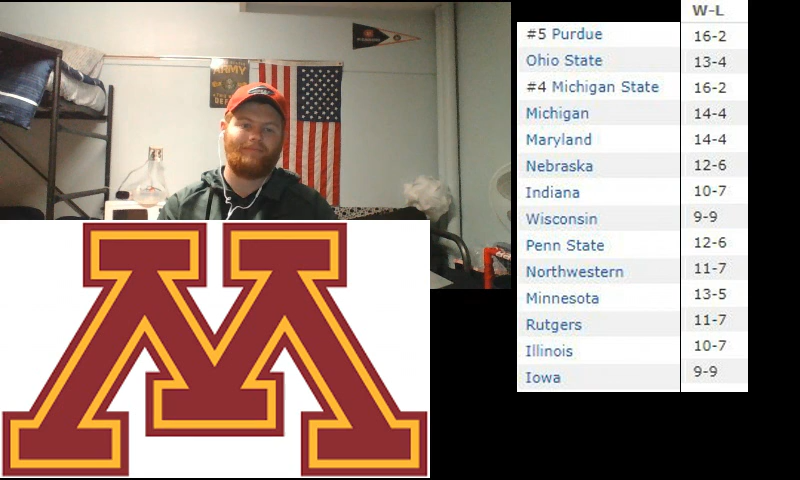 ARMY
W-L
#5 Purdue 16-2
Ohio State 13-4
#4 Michigan State 16-2
Michigan 14-4
Maryland 14-4
Nebraska 12-6
Indiana 10-7
Wisconsin 9-9
Penn State 12-6
Northwestern 11-7
Minnesota 13-5
Rutgers 11-7
Illinois 10-7
Iowa 9-9
M